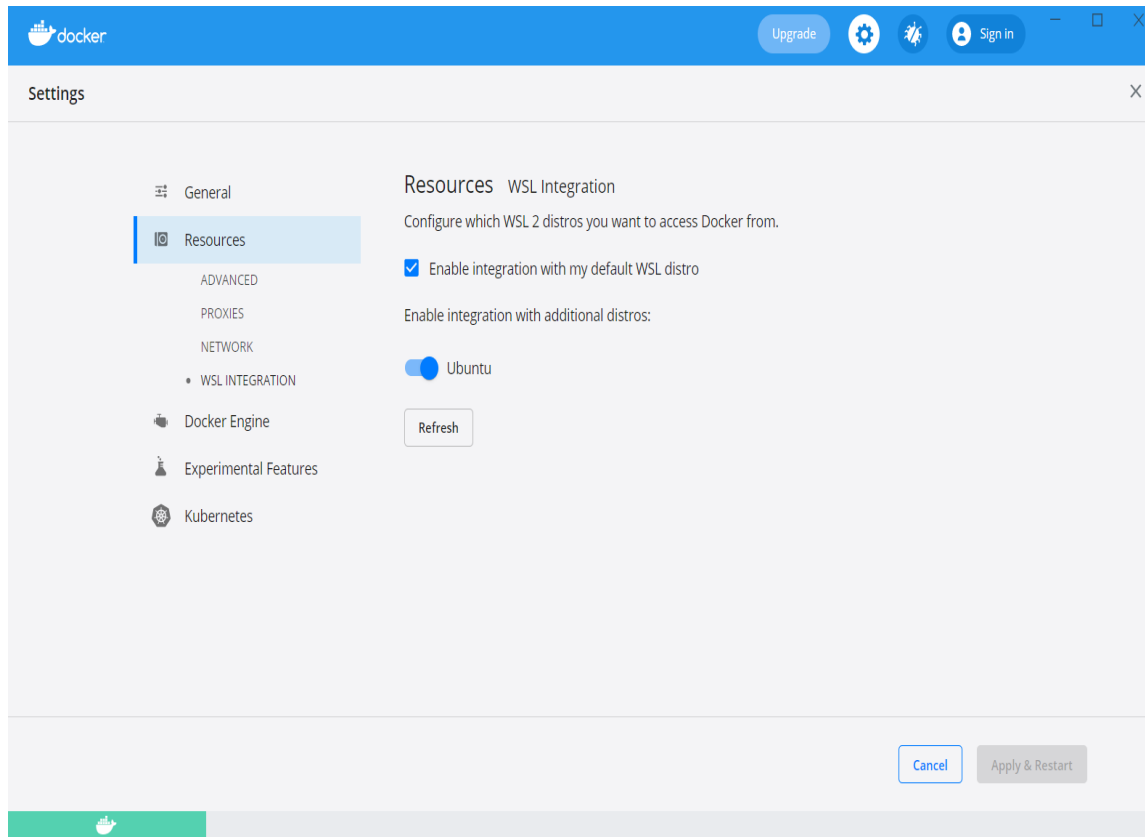 docker
Upgrade
Sign in
Settings
General
Resources
ADVANCED
PROXIES
NETWORK
WSL INTEGRATION
Docker Engine
Experimental Features
Kubernetes
Resources WSL Integration
Configure which WSL 2 distros you want to access Docker from.
Enable integration with my default WSL distro
Enable integration with additional distros:
Ubuntu
Refresh
Cancel
Apply & Restart